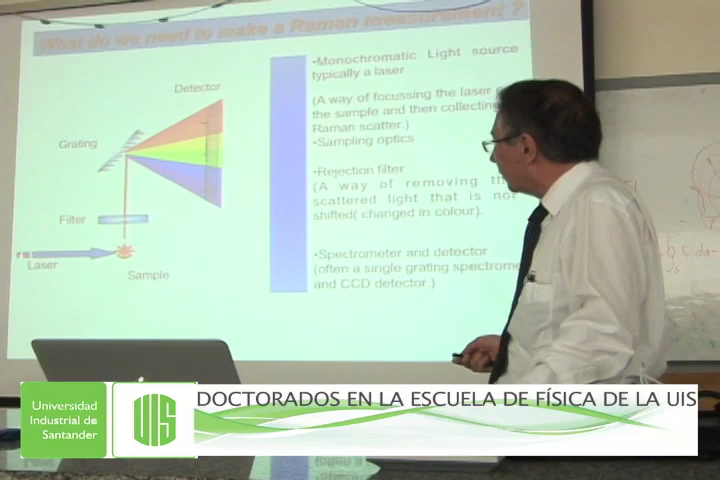 What do we need to make a Raman measurement ?
Detector
Grating
Filter
Laser
Sample
•Monochromatic Light source
typically a laser
(A way of focussing the laser
the sample and then collecting
Raman scatter.)
•Sampling optics
•Rejection filter
(A way of removing
scattered light that is not
shifted( changed in colour).
•Spectrometer and detector
(often a single grating spectrome
and CCD detector.)
Universidad
Industrial de
Santander
UIS
DOCTORADOS EN LA ESCUELA DE FÍSICA DE LA UIS